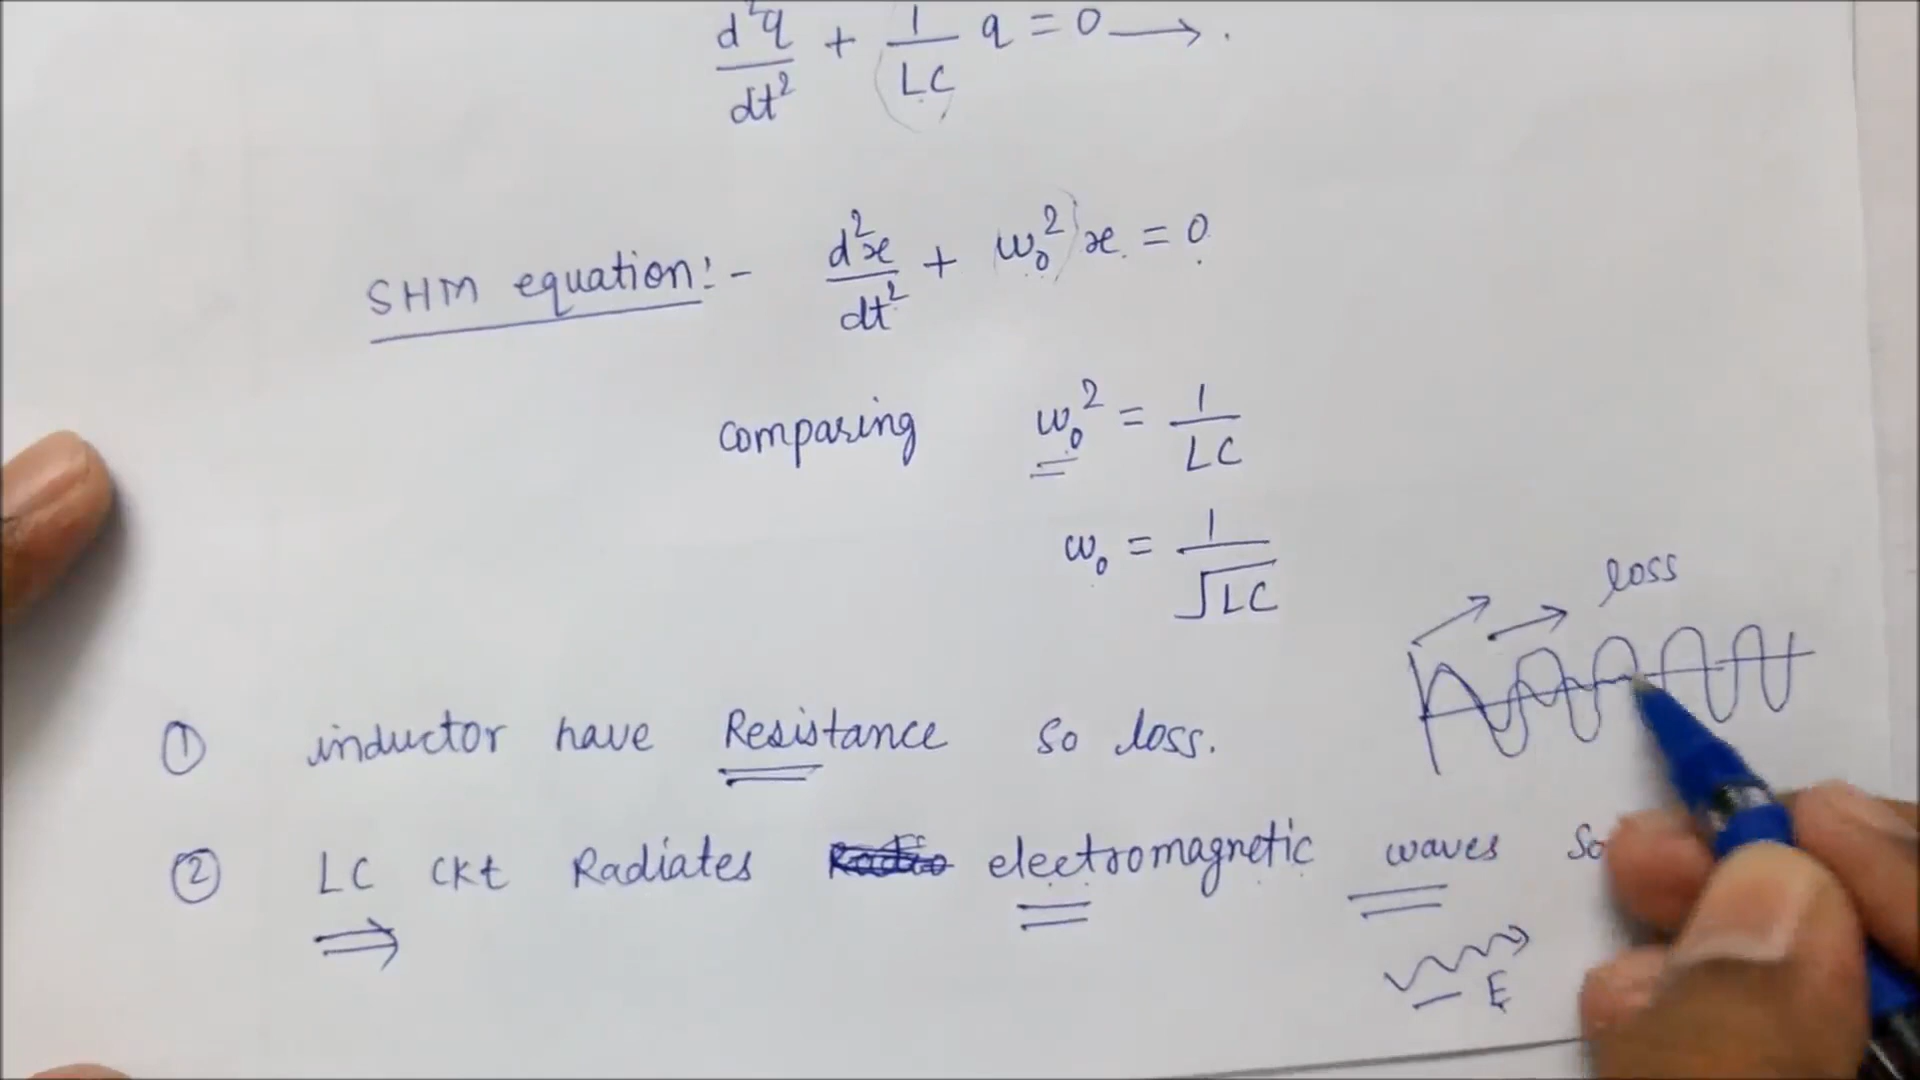 d²q/dt² + 1/LC q = 0 → .
SHM equation:- d²x/dt² + ω₀² x = 0
comparing ω₀² = 1/LC
ω₀ = 1/√LC
loss
① inductor have Resistance so loss.
② LC ckt Radiates electromagnetic waves so
E